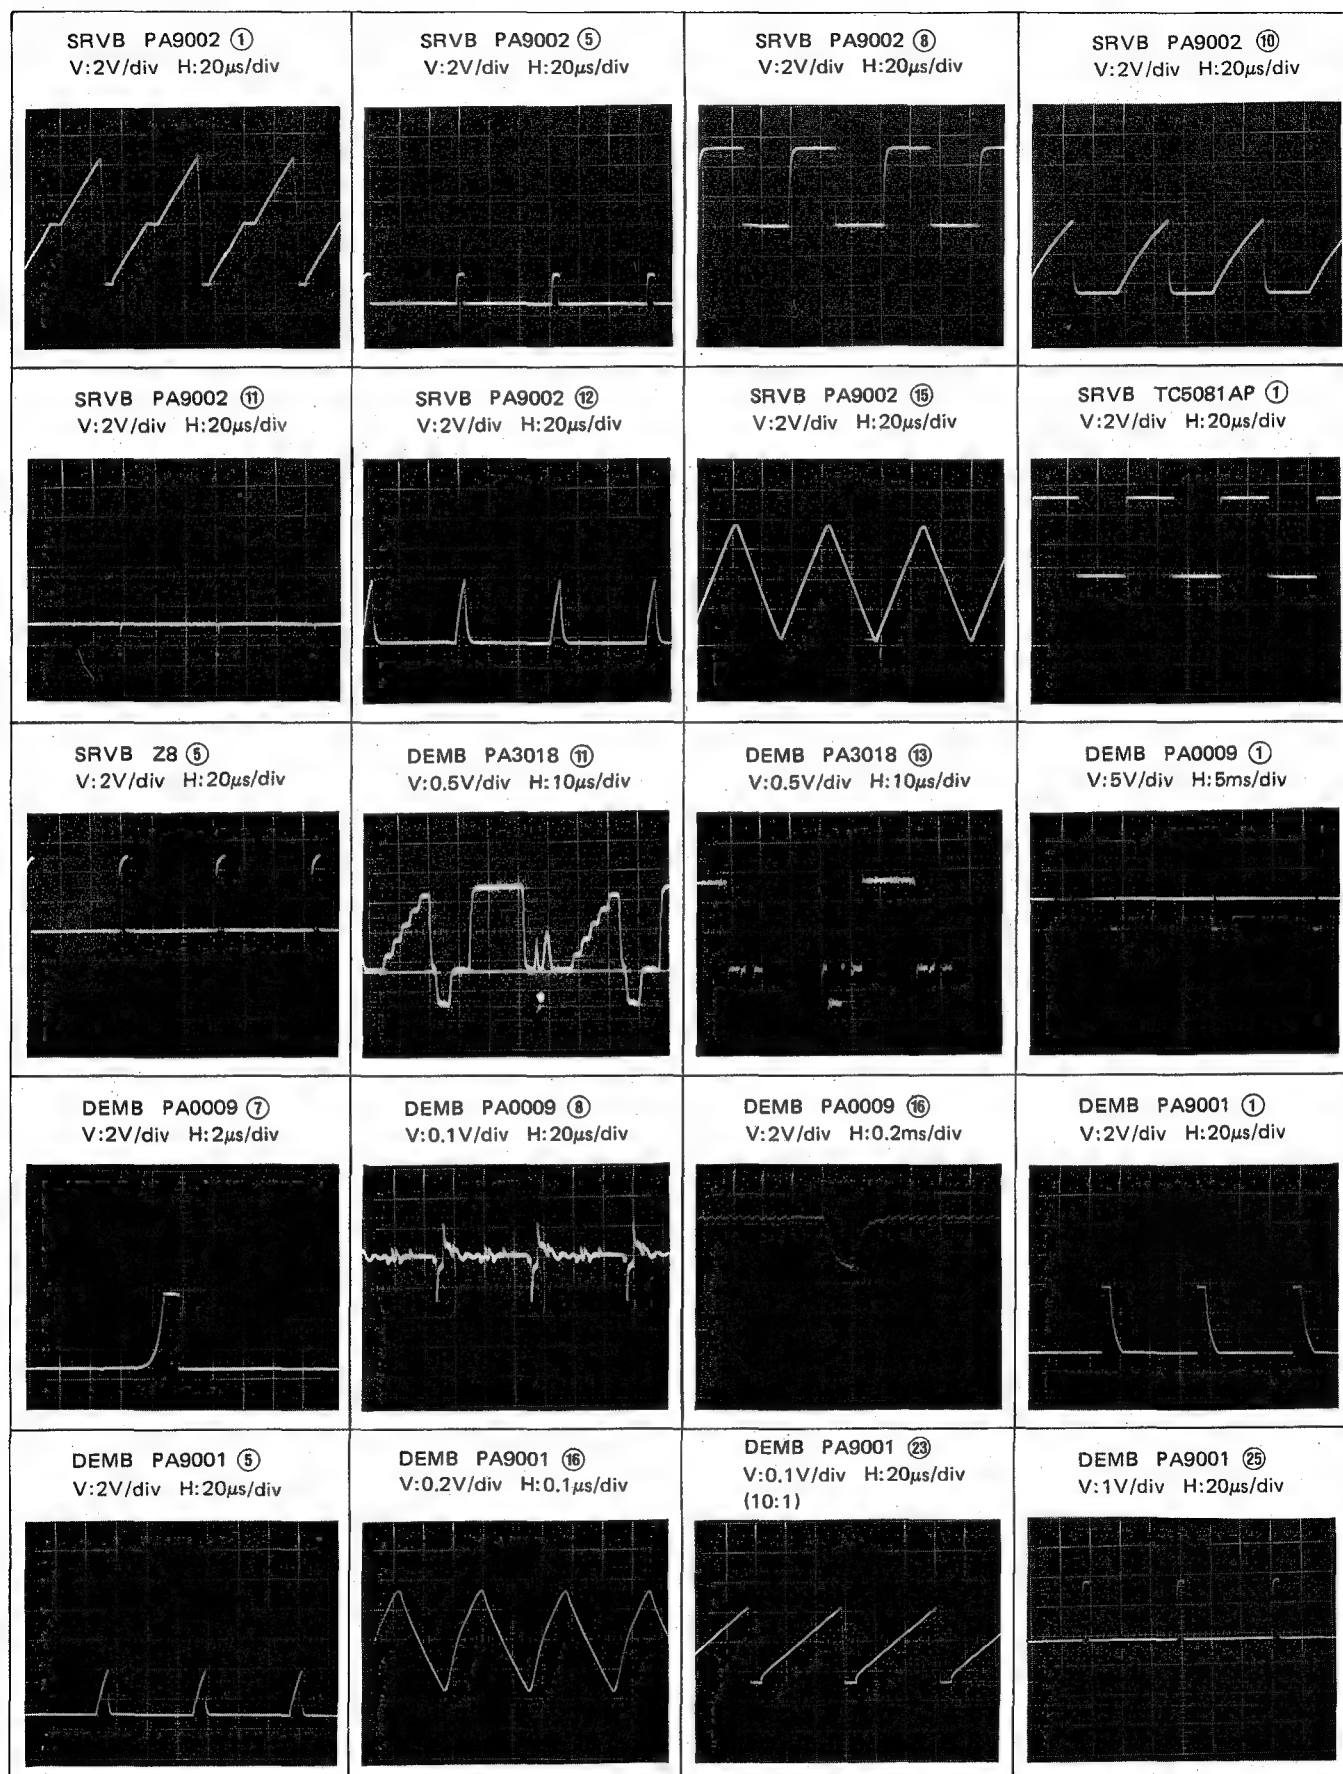 SRVB PA9002 ①
V:2V/div H:20μs/div
SRVB PA9002 ⑤
V:2V/div H:20μs/div
SRVB PA9002 ⑧
V:2V/div H:20μs/div
SRVB PA9002 ⑩
V:2V/div H:20μs/div
SRVB PA9002 ⑪
V:2V/div H:20μs/div
SRVB PA9002 ⑫
V:2V/div H:20μs/div
SRVB PA9002 ⑮
V:2V/div H:20μs/div
SRVB TC5081AP ①
V:2V/div H:20μs/div
SRVB Z8 ⑤
V:2V/div H:20μs/div
DEMB PA3018 ⑪
V:0.5V/div H:10μs/div
DEMB PA3018 ⑬
V:0.5V/div H:10μs/div
DEMB PA0009 ①
V:5V/div H:5ms/div
DEMB PA0009 ⑦
V:2V/div H:2μs/div
DEMB PA0009 ⑧
V:0.1V/div H:20μs/div
DEMB PA0009 ⑯
V:2V/div H:0.2ms/div
DEMB PA9001 ①
V:2V/div H:20μs/div
DEMB PA9001 ⑤
V:2V/div H:20μs/div
DEMB PA9001 ⑯
V:0.2V/div H:0.1μs/div
DEMB PA9001 ㉓
V:0.1V/div H:20μs/div
(10:1)
DEMB PA9001 ㉕
V:1V/div H:20μs/div